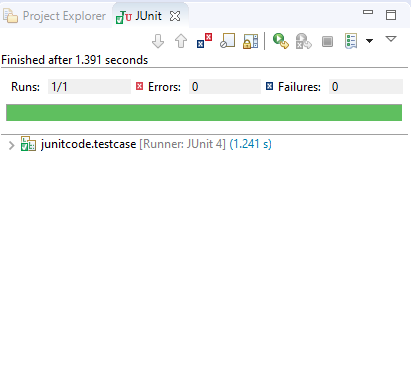 Project Explorer JUnit
Finished after 1.391 seconds
Runs: 1/1 Errors: 0 Failures: 0
junitcode.testcase [Runner: JUnit 4] (1.241 s)